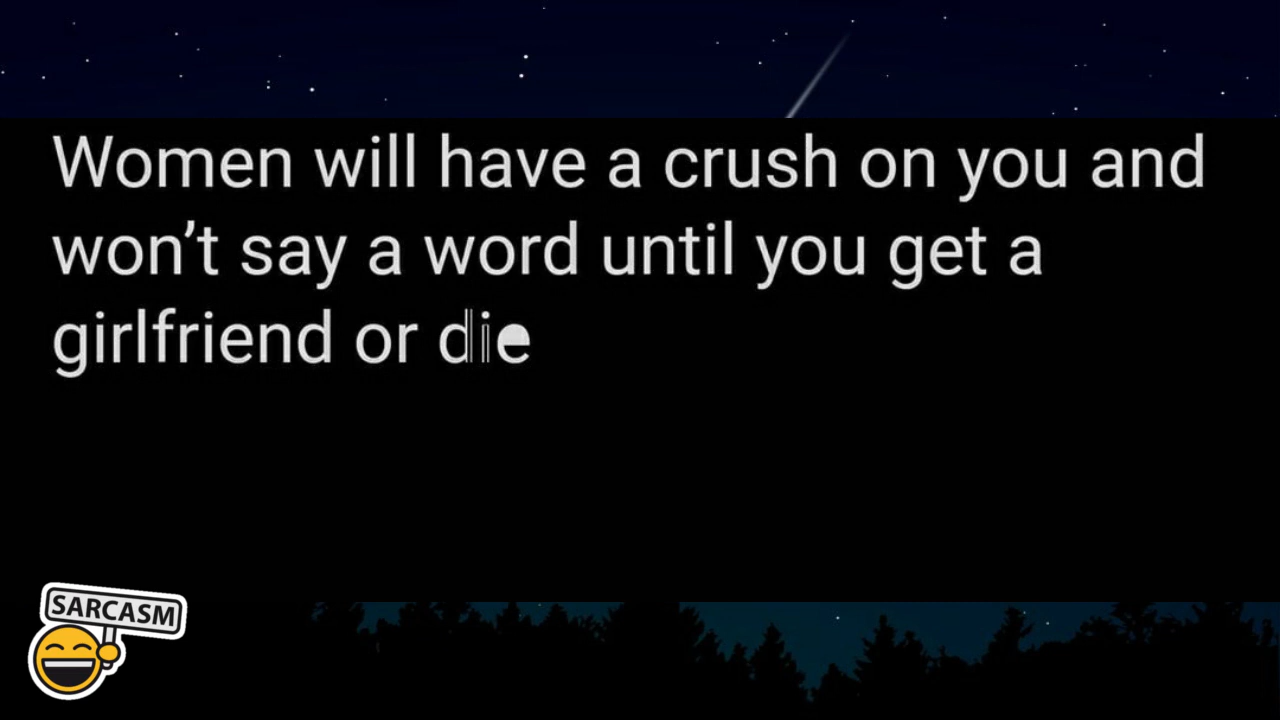 Women will have a crush on you and
won’t say a word until you get a
girlfriend or die
SARCASM